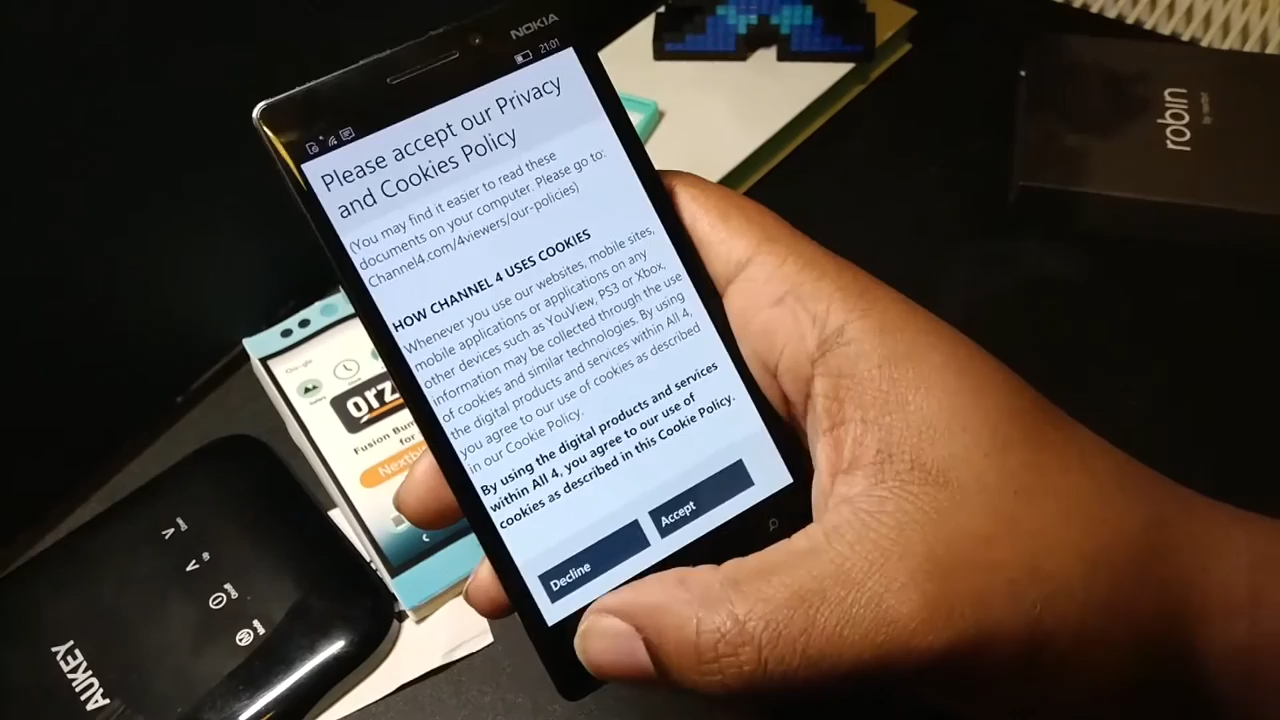 NOKIA
21:01
Please accept our Privacy
and Cookies Policy
(You may find it easier to read these
documents on your computer. Please go to:
Channel4.com/4viewers/our-policies)
HOW CHANNEL 4 USES COOKIES
Whenever you use our websites, mobile sites,
mobile applications or applications on any
other devices such as YouView, PS3 or Xbox,
information may be collected through the use
of cookies and similar technologies. By using
the digital products and services within All 4,
you agree to our use of cookies as described
in our Cookie Policy.
By using the digital products and services
within All 4, you agree to our use of
cookies as described in this Cookie Policy.
Decline
Accept
robin
Google
orz
Fusion Bun
for
Nextb
AUKEY
Mode